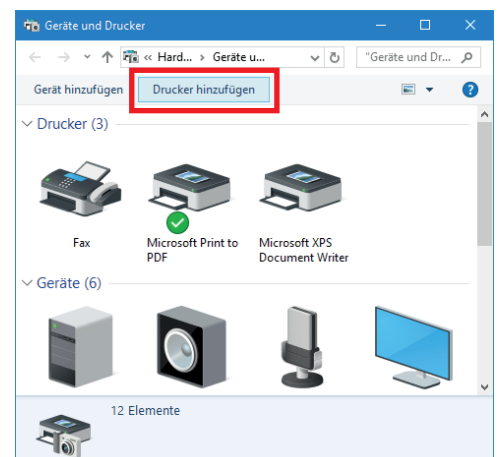 Geräte und Drucker
« Hard... › Geräte u...
"Geräte und Dr...
Gerät hinzufügen
Drucker hinzufügen
Drucker (3)
Fax
Microsoft Print to
PDF
Microsoft XPS
Document Writer
Geräte (6)
12 Elemente